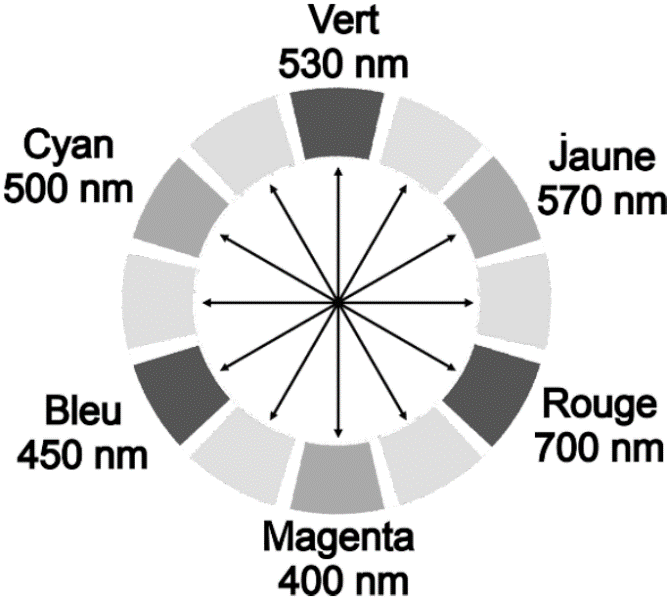 Vert
530 nm
Cyan
500 nm
Jaune
570 nm
Bleu
450 nm
Rouge
700 nm
Magenta
400 nm